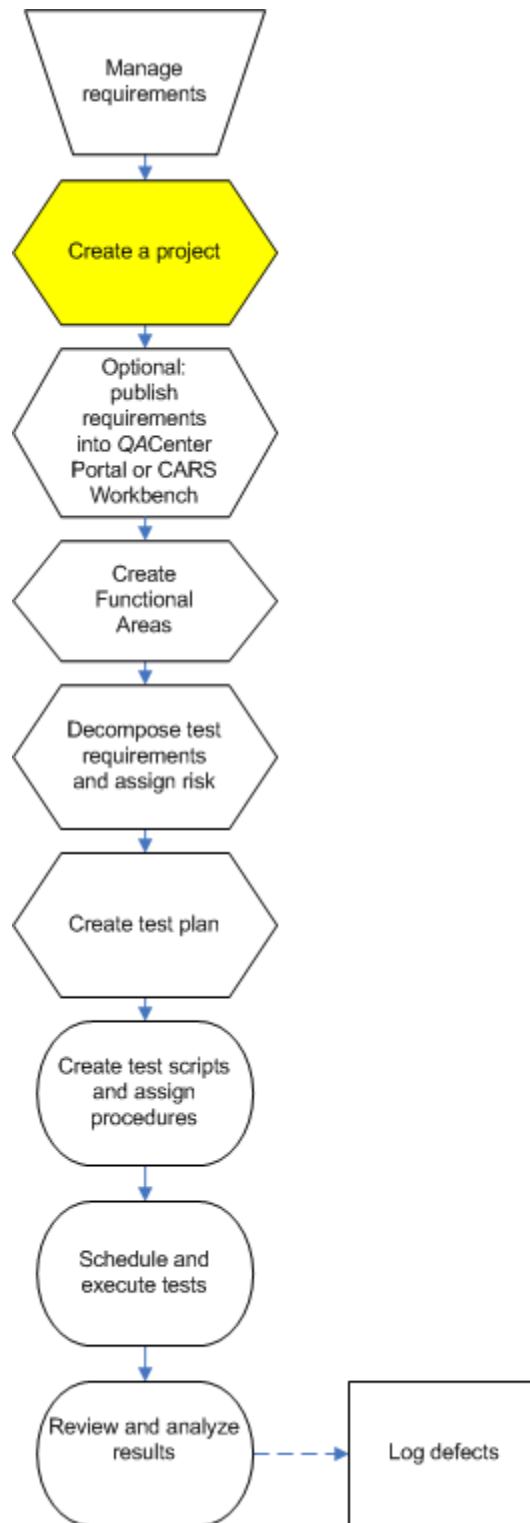 Manage
requirements
Create a project
Optional:
publish
requirements
into QACenter
Portal or CARS
Workbench
Create
Functional
Areas
Decompose test
requirements
and assign risk
Create test plan
Create test scripts
and assign
procedures
Schedule and
execute tests
Review and analyze
results
Log defects